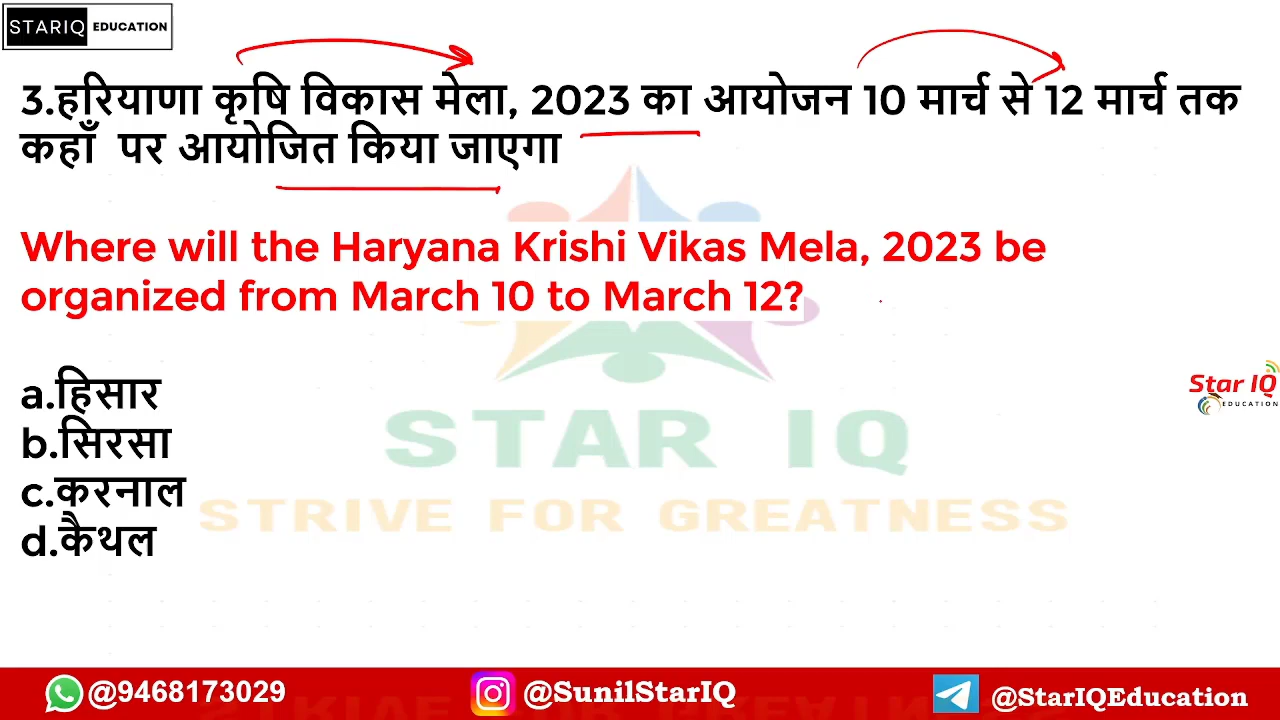 STARIQ EDUCATION
3.हरियाणा कृषि विकास मेला, 2023 का आयोजन 10 मार्च से 12 मार्च तक
कहाँ पर आयोजित किया जाएगा
Where will the Haryana Krishi Vikas Mela, 2023 be
organized from March 10 to March 12?
a.हिसार
Star IQ
EDUCATION
b.सिरसा
STAR IQ
c.करनाल
STRIVE FOR GREATNESS
d.कैथल
@9468173029 @SunilStarIQ @StarIQEducation